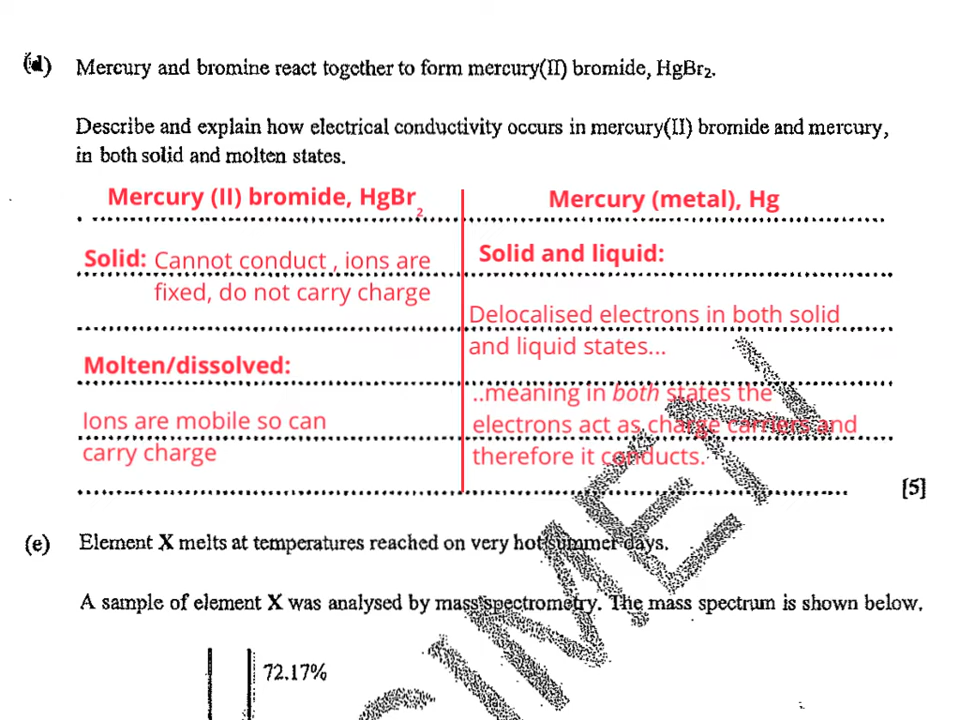 (d) Mercury and bromine react together to form mercury(II) bromide, HgBr₂.
Describe and explain how electrical conductivity occurs in mercury(II) bromide and mercury,
in both solid and molten states.
Mercury (II) bromide, HgBr₂
Solid: Cannot conduct , ions are
fixed, do not carry charge
Molten/dissolved:
Ions are mobile so can
carry charge
Mercury (metal), Hg
Solid and liquid:
Delocalised electrons in both solid
and liquid states...
..meaning in both states the
electrons act as charge carriers and
therefore it conducts.
[5]
(e) Element X melts at temperatures reached on very hot summer days.
A sample of element X was analysed by mass spectrometry. The mass spectrum is shown below.
72.17%
CIMEN